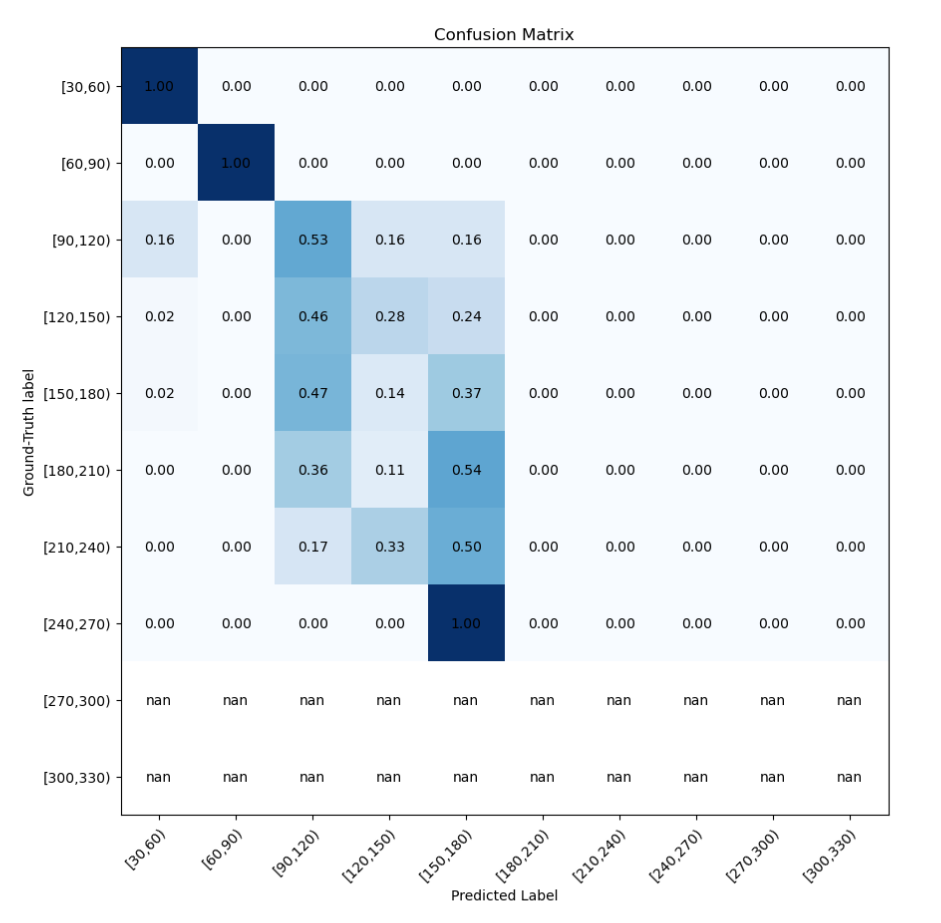 Confusion Matrix
[30,60) 1.00 0.00 0.00 0.00 0.00 0.00 0.00 0.00 0.00 0.00
[60,90) 0.00 1.00 0.00 0.00 0.00 0.00 0.00 0.00 0.00 0.00
[90,120) 0.16 0.00 0.53 0.16 0.16 0.00 0.00 0.00 0.00 0.00
[120,150) 0.02 0.00 0.46 0.28 0.24 0.00 0.00 0.00 0.00 0.00
[150,180) 0.02 0.00 0.47 0.14 0.37 0.00 0.00 0.00 0.00 0.00
[180,210) 0.00 0.00 0.36 0.11 0.54 0.00 0.00 0.00 0.00 0.00
[210,240) 0.00 0.00 0.17 0.33 0.50 0.00 0.00 0.00 0.00 0.00
[240,270) 0.00 0.00 0.00 0.00 1.00 0.00 0.00 0.00 0.00 0.00
[270,300) nan nan nan nan nan nan nan nan nan nan
[300,330) nan nan nan nan nan nan nan nan nan nan
Ground-Truth label
[30,60) [60,90) [90,120) [120,150) [150,180) [180,210) [210,240) [240,270) [270,300) [300,330)
Predicted Label